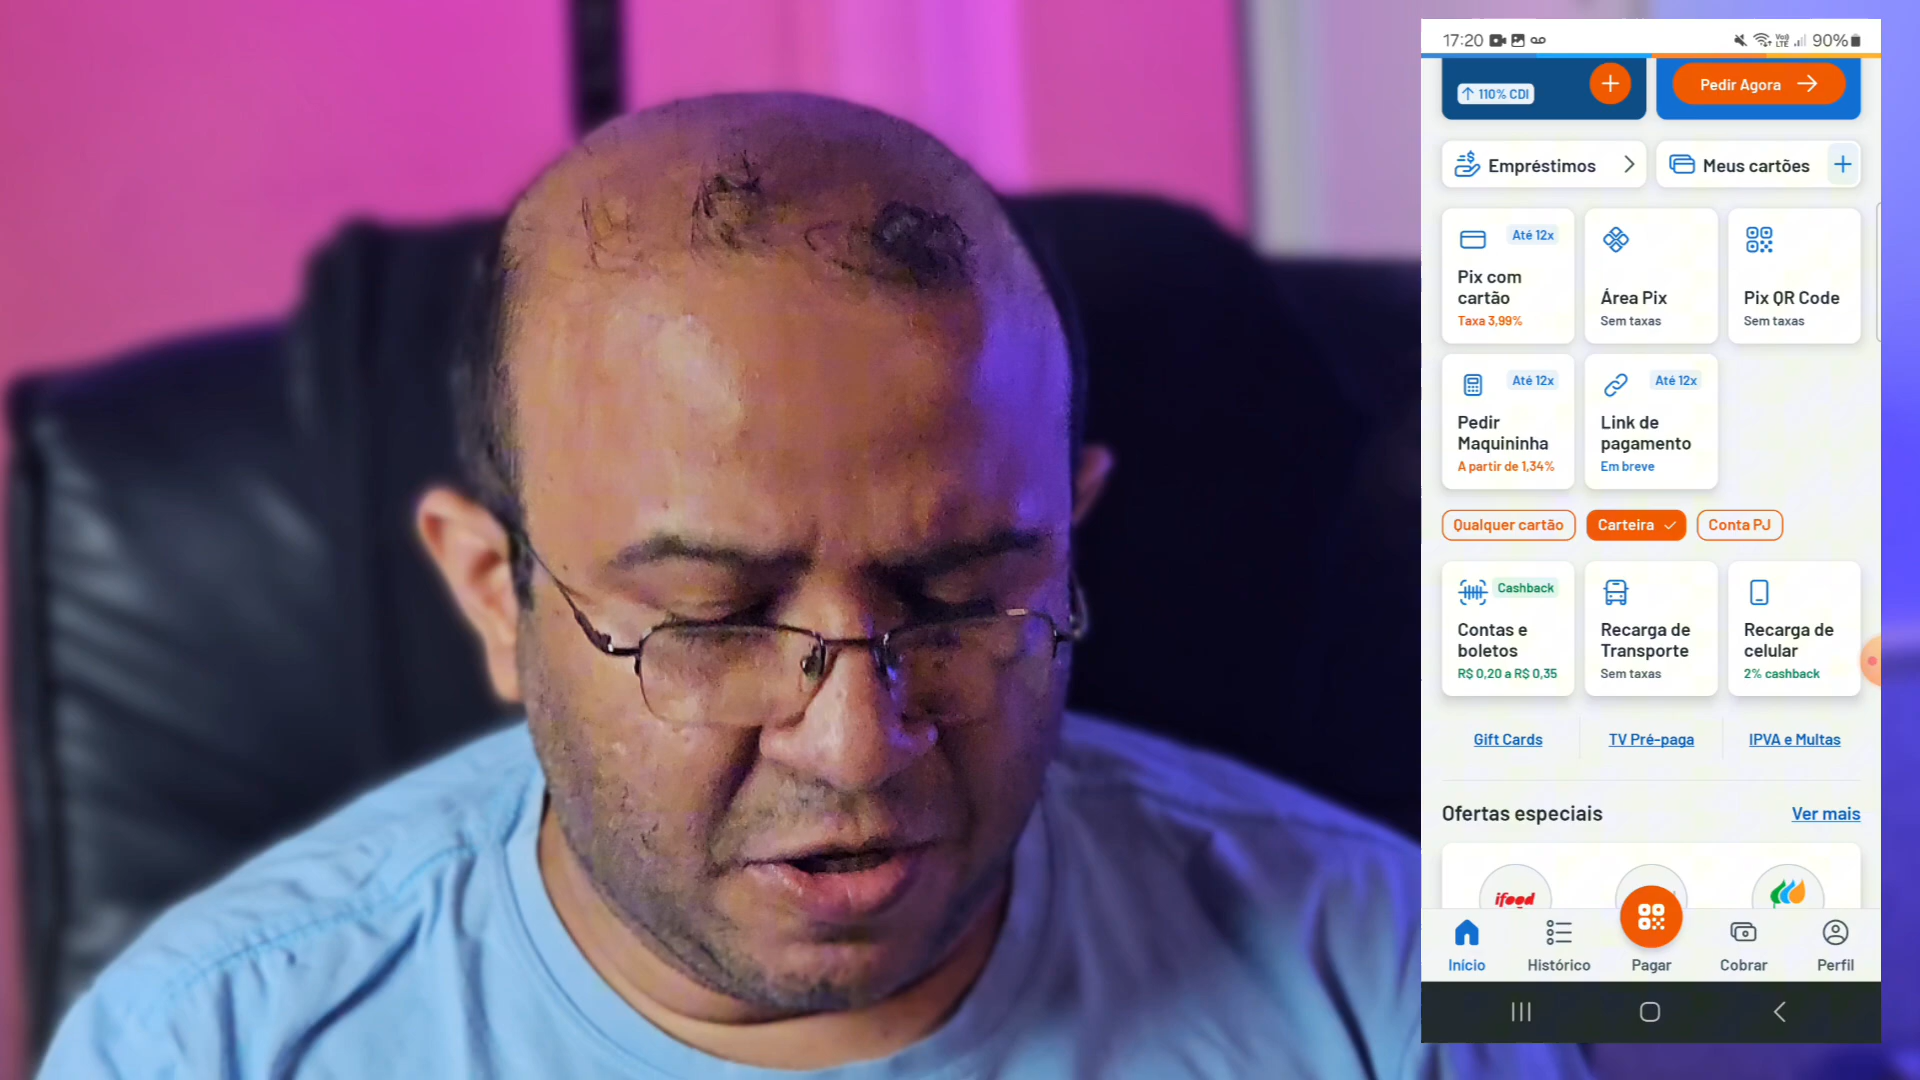 17:20
Vo)) LTE
90%
110% CDI
+
Pedir Agora
Empréstimos
Meus cartões
Até 12x
Pix com
cartão
Taxa 3,99%
Área Pix
Sem taxas
Pix QR Code
Sem taxas
Até 12x
Pedir
Maquininha
A partir de 1,34%
Até 12x
Link de
pagamento
Em breve
Qualquer cartão
Carteira
Conta PJ
Cashback
Contas e
boletos
R$ 0,20 a R$ 0,35
Recarga de
Transporte
Sem taxas
Recarga de
celular
2% cashback
Gift Cards
TV Pré-paga
IPVA e Multas
Ofertas especiais
Ver mais
ifood
Início
Histórico
Pagar
Cobrar
Perfil